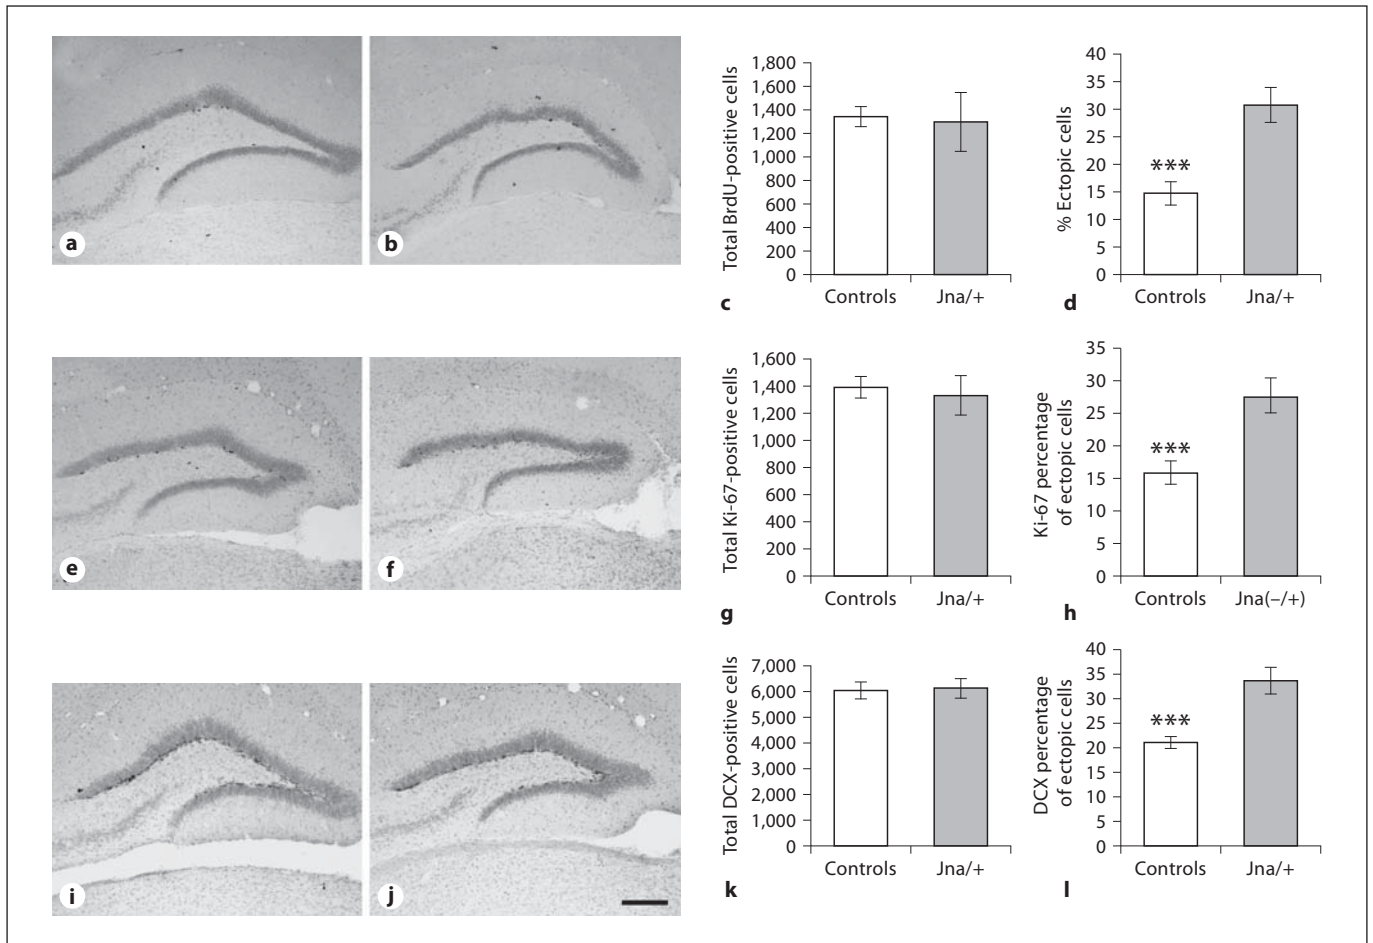 a
b
Total BrdU-positive cells
1,800
1,600
1,400
1,200
1,000
800
600
400
200
0
Controls
Jna/+
c
% Ectopic cells
40
35
30
25
20
15
10
5
0
***
Controls
Jna/+
d
e
f
Total Ki-67-positive cells
1,600
1,400
1,200
1,000
800
600
400
200
0
Controls
Jna/+
g
Ki-67 percentage
of ectopic cells
35
30
25
20
15
10
5
0
***
Controls
Jna(–/+)
h
i
j
Total DCX-positive cells
7,000
6,000
5,000
4,000
3,000
2,000
1,000
0
Controls
Jna/+
k
DCX percentage
of ectopic cells
40
35
30
25
20
15
10
5
0
***
Controls
Jna/+
l